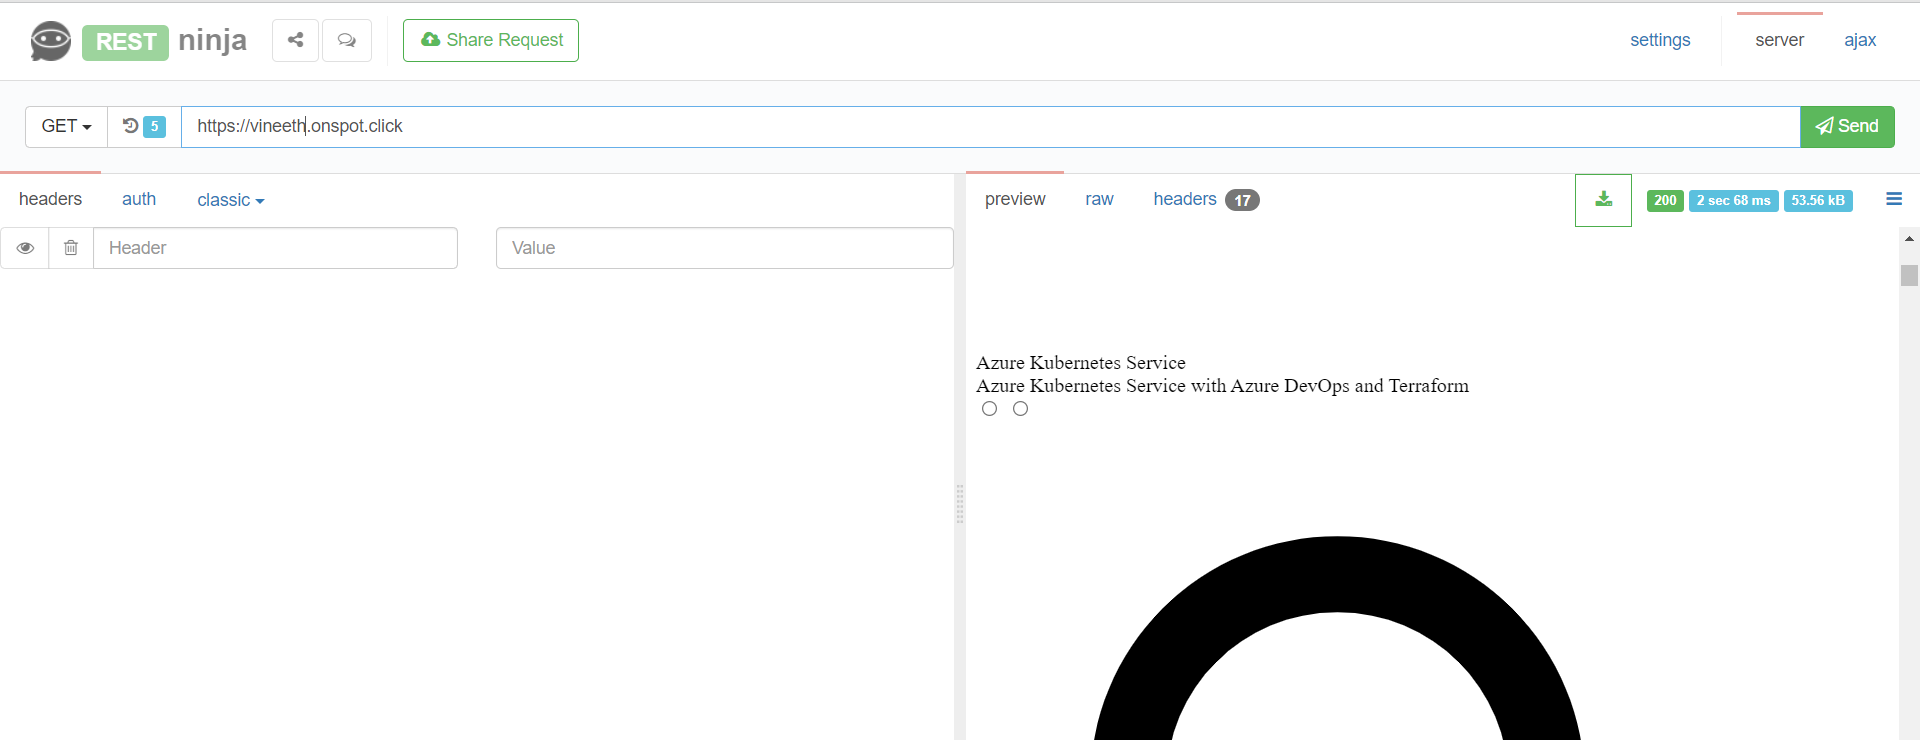 REST ninja
Share Request
settings
server
ajax
GET
5
https://vineeth.onspot.click
Send
headers
auth
classic
Header
Value
preview
raw
headers 17
200
2 sec 68 ms
53.56 kB
Azure Kubernetes Service
Azure Kubernetes Service with Azure DevOps and Terraform